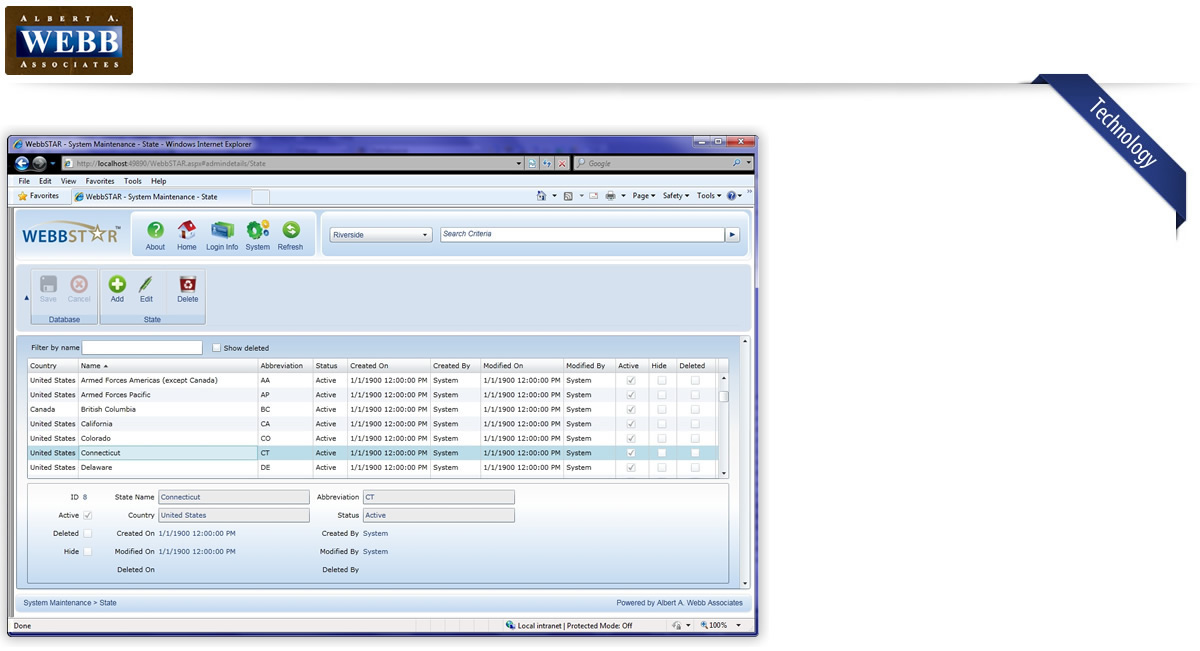 ALBERT A.
WEBB
ASSOCIATES
Technology
WebbSTAR - System Maintenance - State - Windows Internet Explorer
http://localhost:49890/WebbSTAR.aspx#admindetails/State
Google
File Edit View Favorites Tools Help
Favorites WebbSTAR - System Maintenance - State Page Safety Tools
WEBBSTAR™
About Home Login Info System Refresh
Riverside Search Criteria
Save Cancel Add Edit Delete
Database State
Filter by name Show deleted
Country Name Abbreviation Status Created On Created By Modified On Modified By Active Hide Deleted
United States Armed Forces Americas (except Canada) AA Active 1/1/1900 12:00:00 PM System 1/1/1900 12:00:00 PM System
United States Armed Forces Pacific AP Active 1/1/1900 12:00:00 PM System 1/1/1900 12:00:00 PM System
Canada British Columbia BC Active 1/1/1900 12:00:00 PM System 1/1/1900 12:00:00 PM System
United States California CA Active 1/1/1900 12:00:00 PM System 1/1/1900 12:00:00 PM System
United States Colorado CO Active 1/1/1900 12:00:00 PM System 1/1/1900 12:00:00 PM System
United States Connecticut CT Active 1/1/1900 12:00:00 PM System 1/1/1900 12:00:00 PM System
United States Delaware DE Active 1/1/1900 12:00:00 PM System 1/1/1900 12:00:00 PM System
ID 8 State Name Connecticut Abbreviation CT
Active Country United States Status Active
Deleted Created On 1/1/1900 12:00:00 PM Created By System
Hide Modified On 1/1/1900 12:00:00 PM Modified By System
Deleted On Deleted By
System Maintenance > State Powered by Albert A. Webb Associates
Done Local intranet | Protected Mode: Off 100%